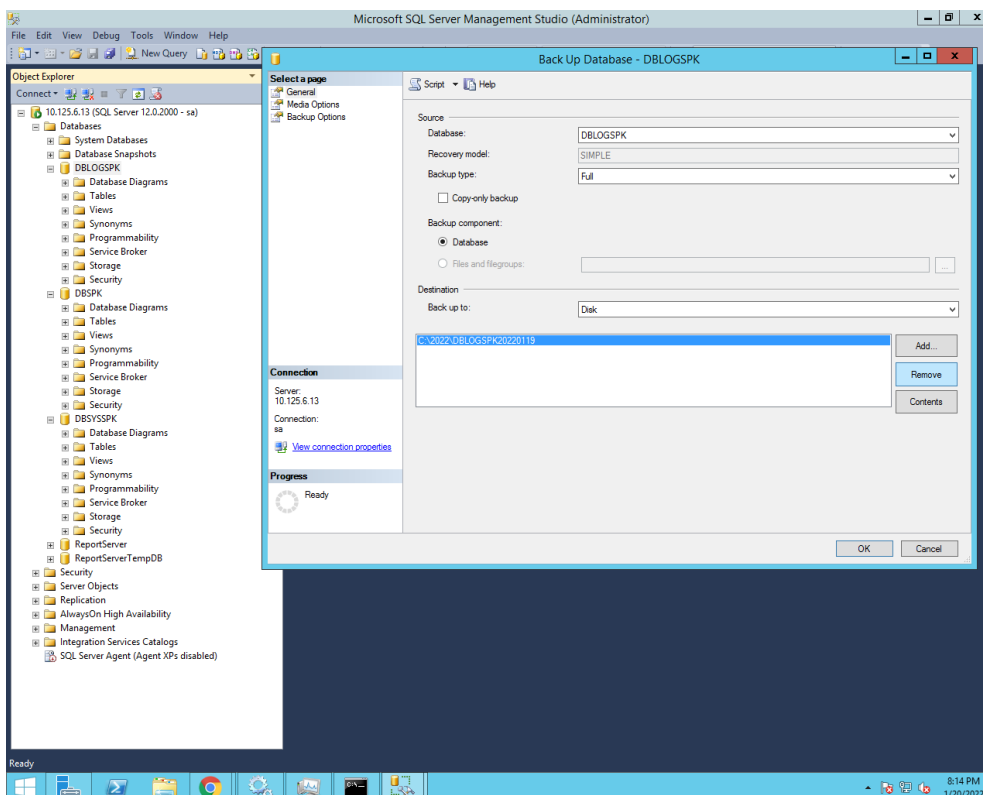 Microsoft SQL Server Management Studio (Administrator)
File Edit View Debug Tools Window Help
New Query
Object Explorer
Connect
10.125.6.13 (SQL Server 12.0.2000 - sa)
Databases
System Databases
Database Snapshots
DBLOGSPK
Database Diagrams
Tables
Views
Synonyms
Programmability
Service Broker
Storage
Security
DBSPK
Database Diagrams
Tables
Views
Synonyms
Programmability
Service Broker
Storage
Security
DBSYSSPK
Database Diagrams
Tables
Views
Synonyms
Programmability
Service Broker
Storage
Security
ReportServer
ReportServerTempDB
Security
Server Objects
Replication
AlwaysOn High Availability
Management
Integration Services Catalogs
SQL Server Agent (Agent XPs disabled)
Back Up Database - DBLOGSPK
Select a page
General
Media Options
Backup Options
Connection
Server:
10.125.6.13
Connection:
sa
View connection properties
Progress
Ready
Script Help
Source
Database: DBLOGSPK
Recovery model: SIMPLE
Backup type: Full
Copy-only backup
Backup component:
Database
Files and filegroups: ...
Destination
Back up to: Disk
C:\2022\DBLOGSPK20220119
Add...
Remove
Contents
OK Cancel
Ready
8:14 PM
1/20/2022